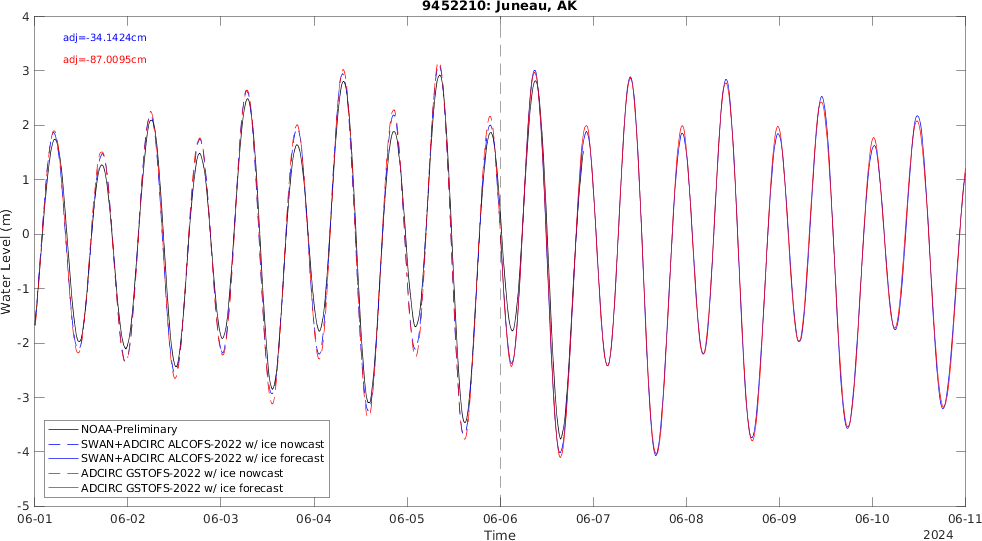 9452210: Juneau, AK
adj=-34.1424cm
adj=-87.0095cm
4
3
2
1
0
-1
-2
-3
-4
-5
Water Level (m)
NOAA-Preliminary
SWAN+ADCIRC ALCOFS-2022 w/ ice nowcast
SWAN+ADCIRC ALCOFS-2022 w/ ice forecast
ADCIRC GSTOFS-2022 w/ ice nowcast
ADCIRC GSTOFS-2022 w/ ice forecast
06-01 06-02 06-03 06-04 06-05 06-06 06-07 06-08 06-09 06-10 06-11
Time
2024